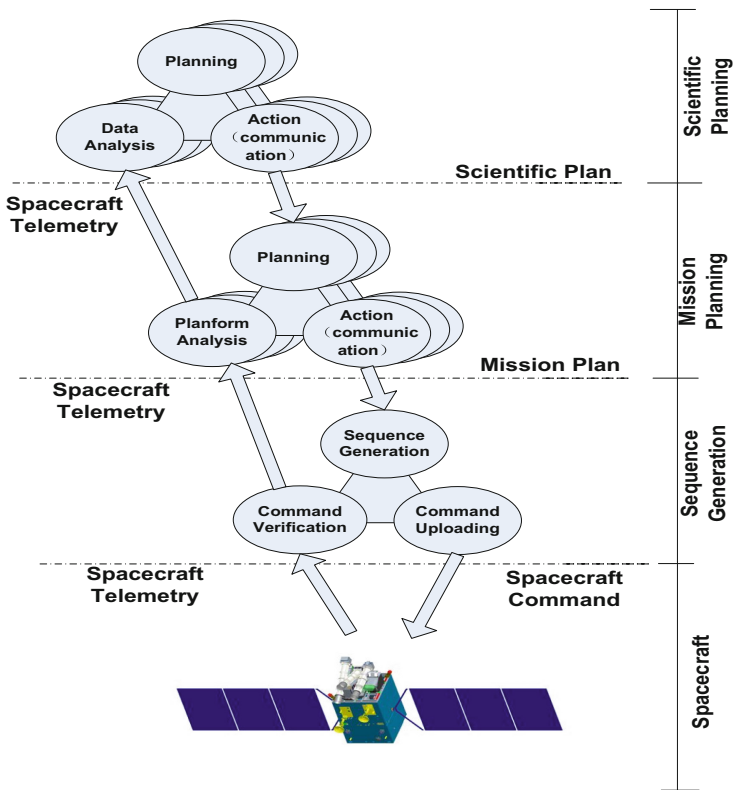 Planning
Data
Analysis
Action
（communic
ation）
Scientific Plan
Scientific
Planning
Spacecraft
Telemetry
Planning
Planform
Analysis
Action
（communic
ation）
Mission Plan
Mission
Planning
Spacecraft
Telemetry
Sequence
Generation
Command
Verification
Command
Uploading
Sequence
Generation
Spacecraft
Telemetry
Spacecraft
Command
Spacecraft